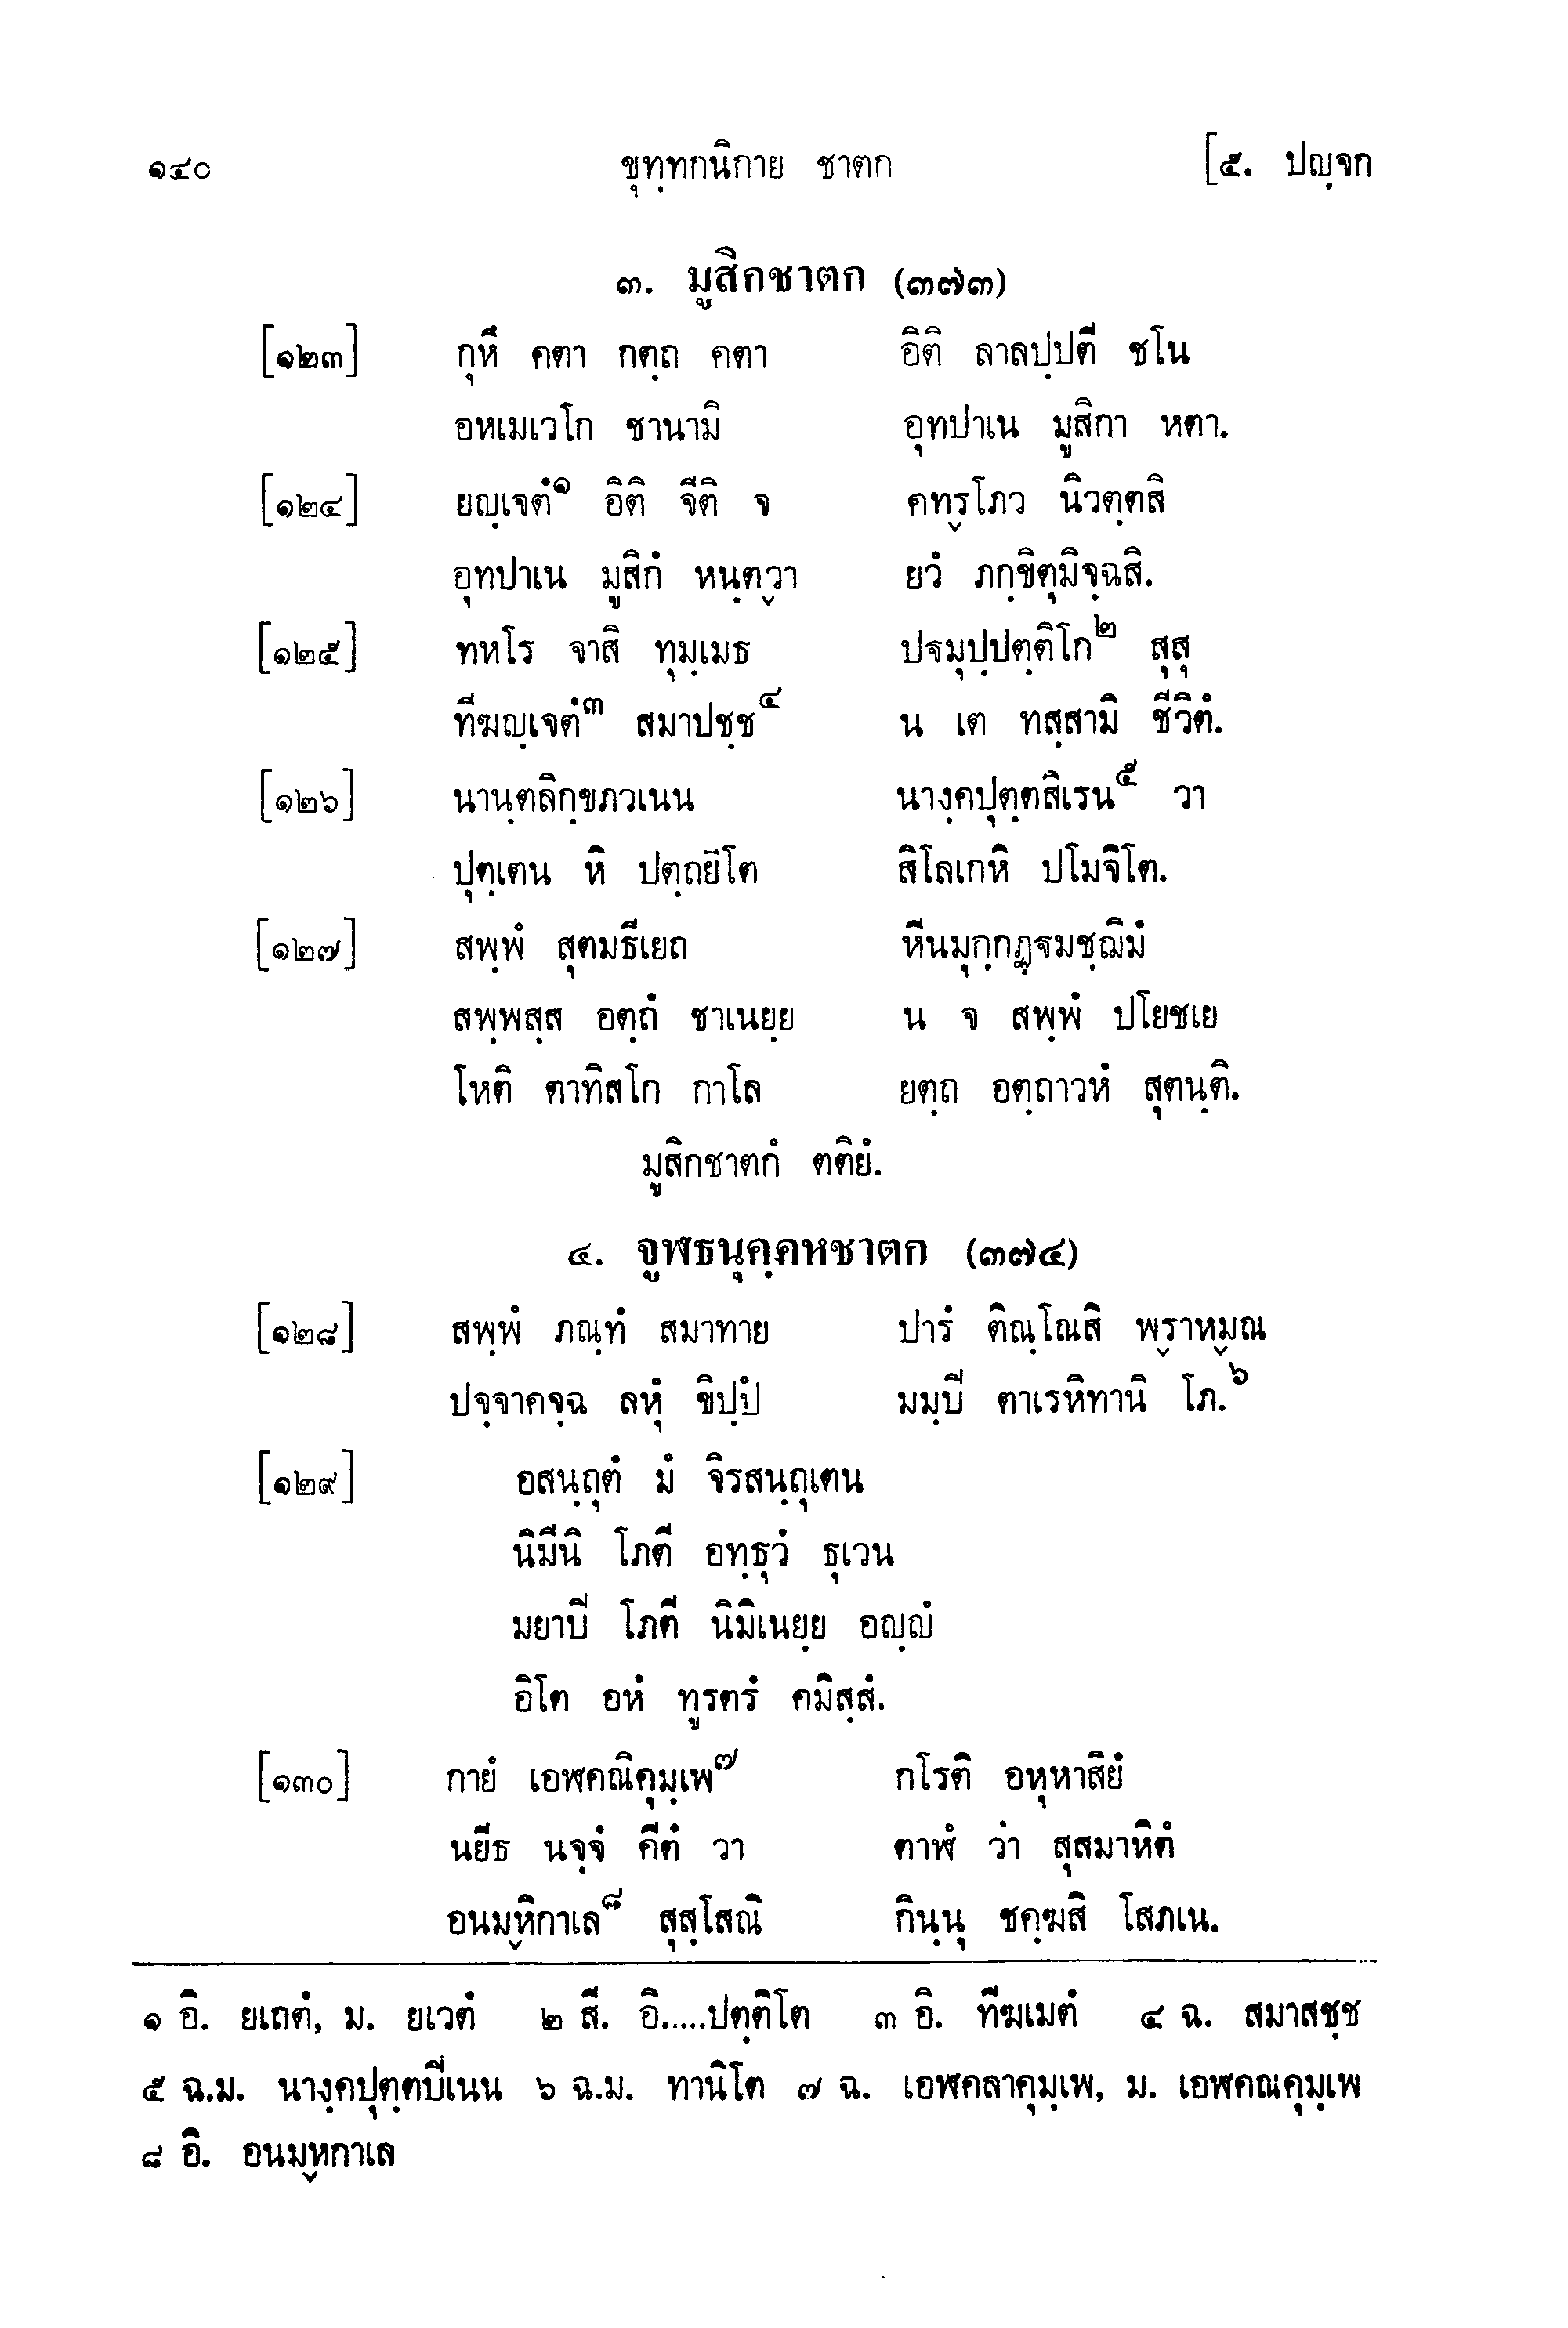 ๑๔๐ ขุทฺทกนิกาย ชาตก [๕. ปญฺจก
๓. มูสิกชาตก (๓๗๓)
[๑๒๓] กุหึ คตา กตฺถ คตา อิติ ลาลปฺปตี ชโน
อหเมเวโก ชานามิ อุทปาเน มูสิกา หตา.
[๑๒๔] ยญฺเจตํ๑ อิติ จีติ จ คทฺรโภว นิวตฺตสิ
อุทปาเน มูสิกํ หนฺตฺวา ยวํ ภกฺขิตุมิจฺฉสิ.
[๑๒๕] ทหโร จาสิ ทุมฺเมธ ปฐมุปฺปตฺติโก๒ สุสุ
ทีฆญฺเจตํ๓ สมาปชฺช๔ น เต ทสฺสามิ ชีวิตํ.
[๑๒๖] นานฺตลิกฺขภวเนน นางฺคปุตฺตสิเรน๕ วา
ปุตฺเตน หิ ปตฺถยิโต สิโลเกหิ ปโมจิโต.
[๑๒๗] สพฺพํ สุตมธีเยถ หีนมุกฺกฏฺฐมชฺฌิมํ
สพฺพสฺส อตฺถํ ชาเนยฺย น จ สพฺพํ ปโยชเย
โหติ ตาทิสโก กาโล ยตฺถ อตฺถาวหํ สุตนฺติ.
มูสิกชาตกํ ตติยํ.
๔. จูฬธนุคฺคหชาตก (๓๗๔)
[๑๒๘] สพฺพํ ภณฺฑํ สมาทาย ปารํ ติณฺโณสิ พฺราหฺมณ
ปจฺจาคจฺฉ ลหุํ ขิปฺปํ มมฺปิ ตาเรหิทานิ โภ.๖
[๑๒๙] อสนฺถุตํ มํ จิรสนฺถุเตน
นิมีนิ โภตี อทฺธุวํ ธุเวน
มยาปิ โภตี นิมิเนยฺย อญฺญํ
อิโต อหํ ทูรตรํ คมิสฺสํ.
[๑๓๐] กายํ เอฬคณิคุมฺเพ๗ กโรติ อหุหาสิยํ
นยีธ นจฺจํ คีตํ วา ตาฬํ วา สุสมาหิตํ
อนมฺหิกาเล๘ สุสฺโสณิ กินฺนุ ชคฺฆสิ โสภเน.
๑ อิ. ยเถตํ, ม. ยเวตํ ๒ สี. อิ.....ปตฺติโต ๓ อิ. ทีฆเมตํ ๔ ฉ. สมาสชฺช
๕ ฉ.ม. นางฺคปุตฺตปิเนน ๖ ฉ.ม. ทานิโต ๗ ฉ. เอฬคลาคุมฺเพ, ม. เอฬคณคุมฺเพ
๘ อิ. อนมฺหกาเล